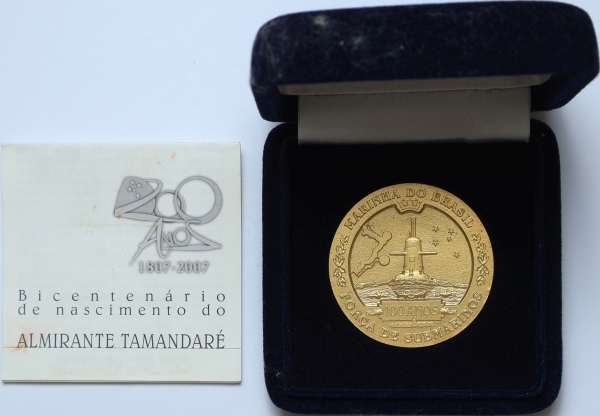 200
ANOS
1807-2007
Bicentenário
de nascimento do
ALMIRANTE TAMANDARÉ
MARINHA DO BRASIL
100 ANOS
FORÇA DE SUBMARINOS